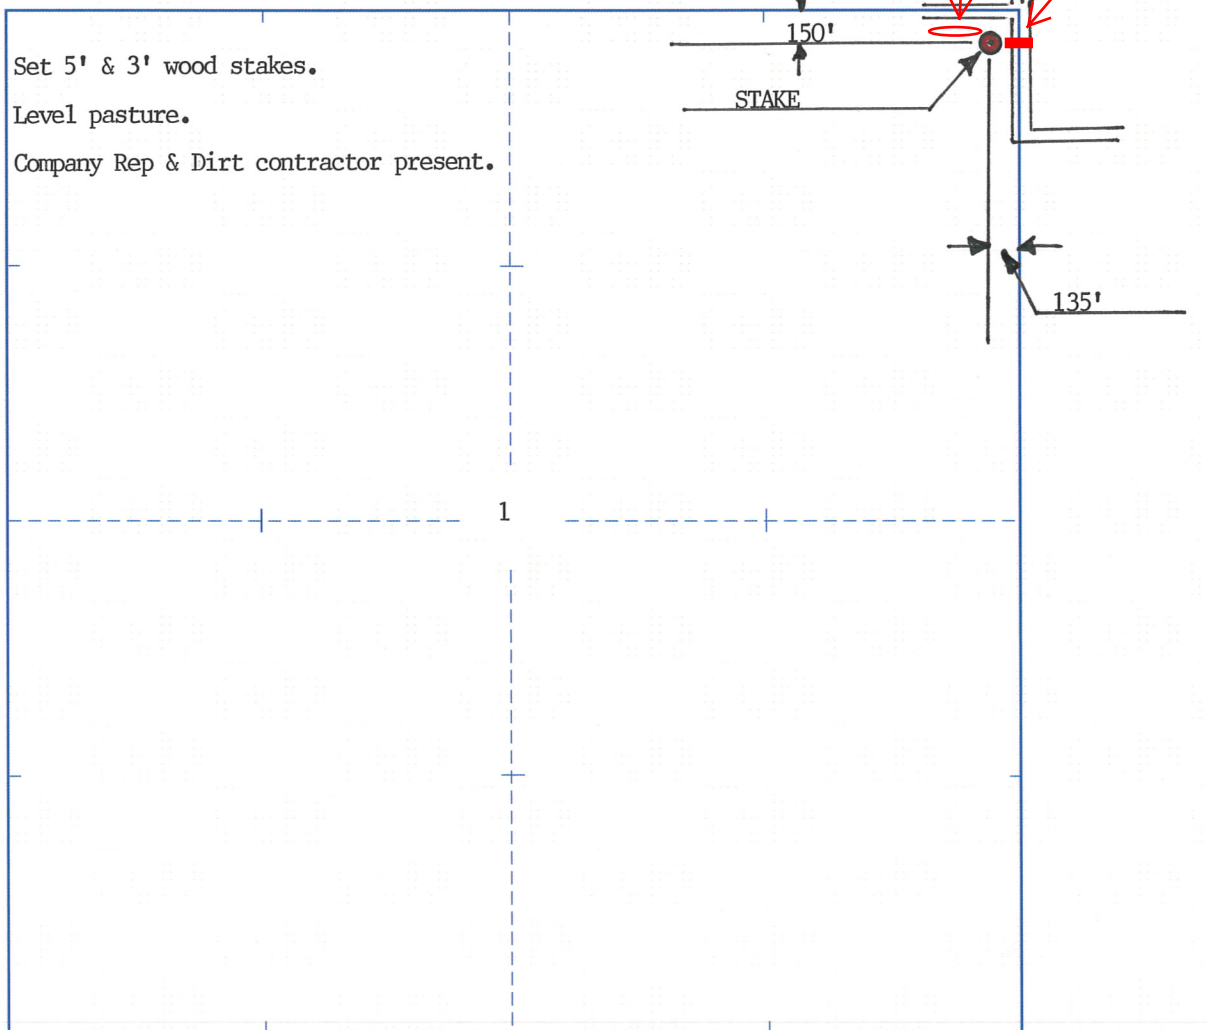 150'
Set 5' & 3' wood stakes.
STAKE
Level pasture.
Company Rep & Dirt contractor present.
135'
1